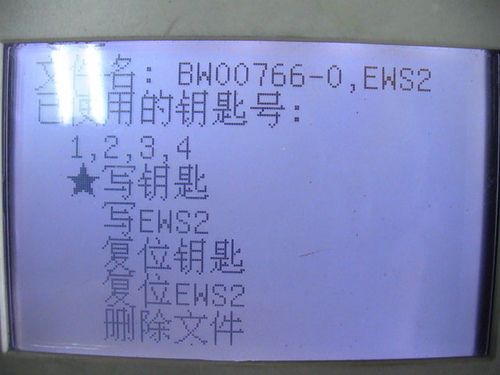 文件名: BW00766-0,EWS2
已使用的钥匙号:
1,2,3,4
★写钥匙
写EWS2
复位钥匙
复位EWS2
删除文件